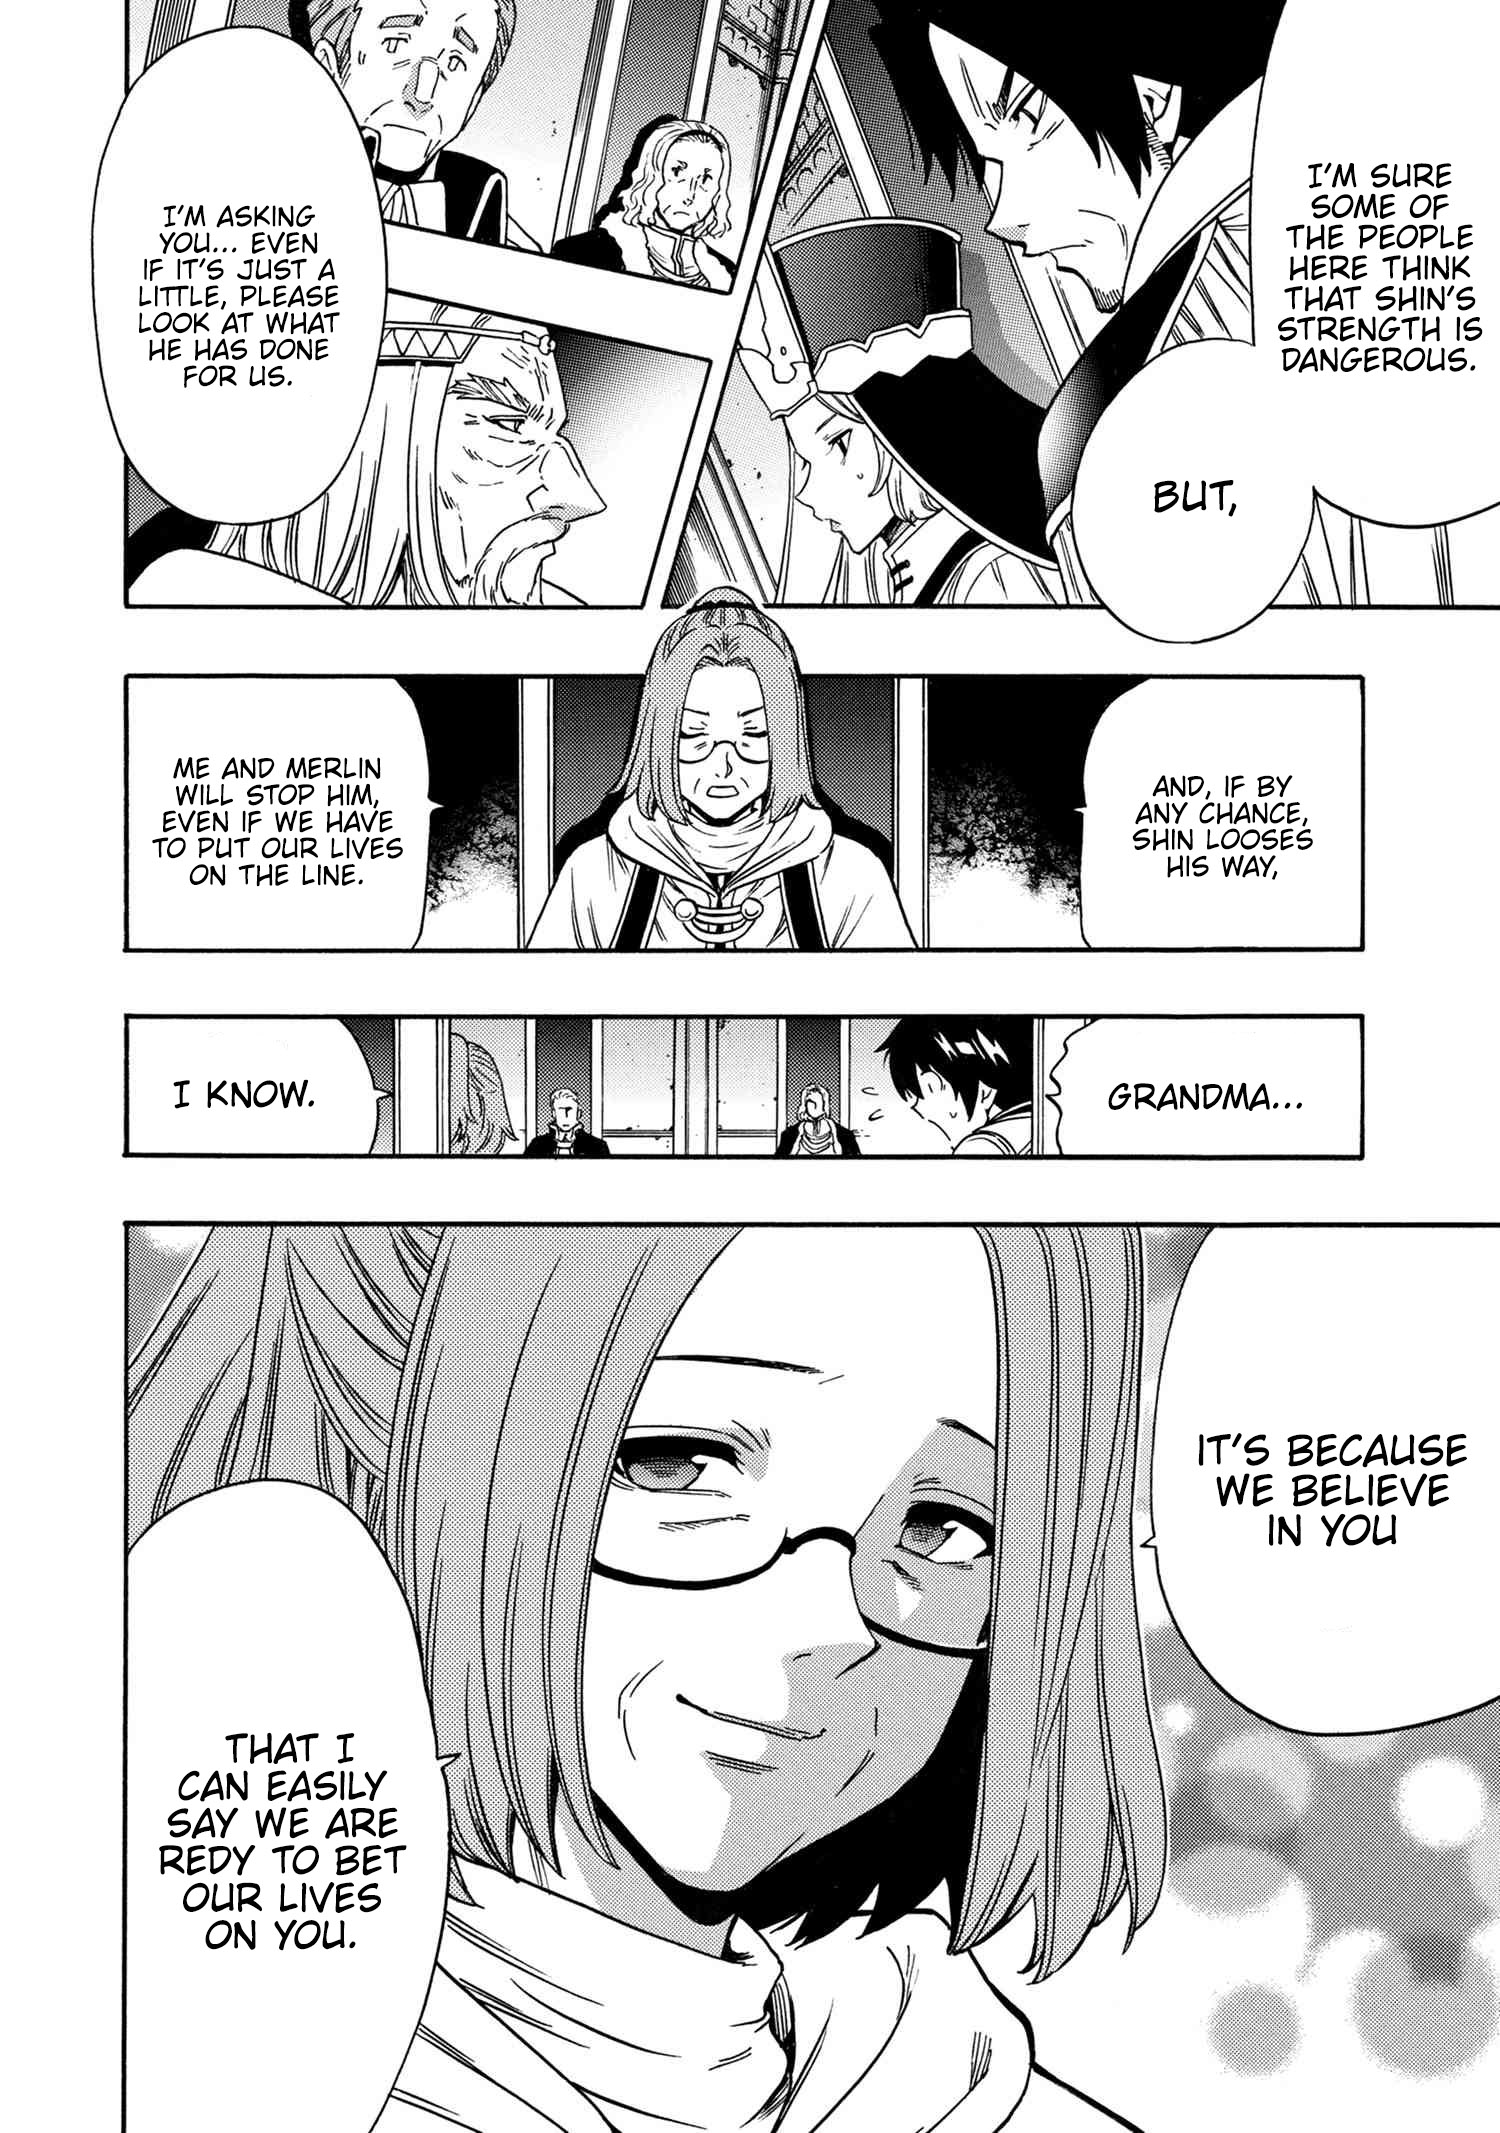 I'M SURE
SOME OF
THE PEOPLE
HERE THINK
THAT SHIN'S
STRENGTH IS
DANGEROUS.
BUT,
I'M ASKING
YOU... EVEN
IF IT'S JUST A
LITTLE, PLEASE
LOOK AT WHAT
HE HAS DONE
FOR US.
AND, IF BY
ANY CHANCE,
SHIN LOOSES
HIS WAY,
ME AND MERLIN
WILL STOP HIM,
EVEN IF WE HAVE
TO PUT OUR LIVES
ON THE LINE.
GRANDMA...
I KNOW.
IT'S BECAUSE
WE BELIEVE
IN YOU
THAT I
CAN EASILY
SAY WE ARE
REDY TO BET
OUR LIVES
ON YOU.